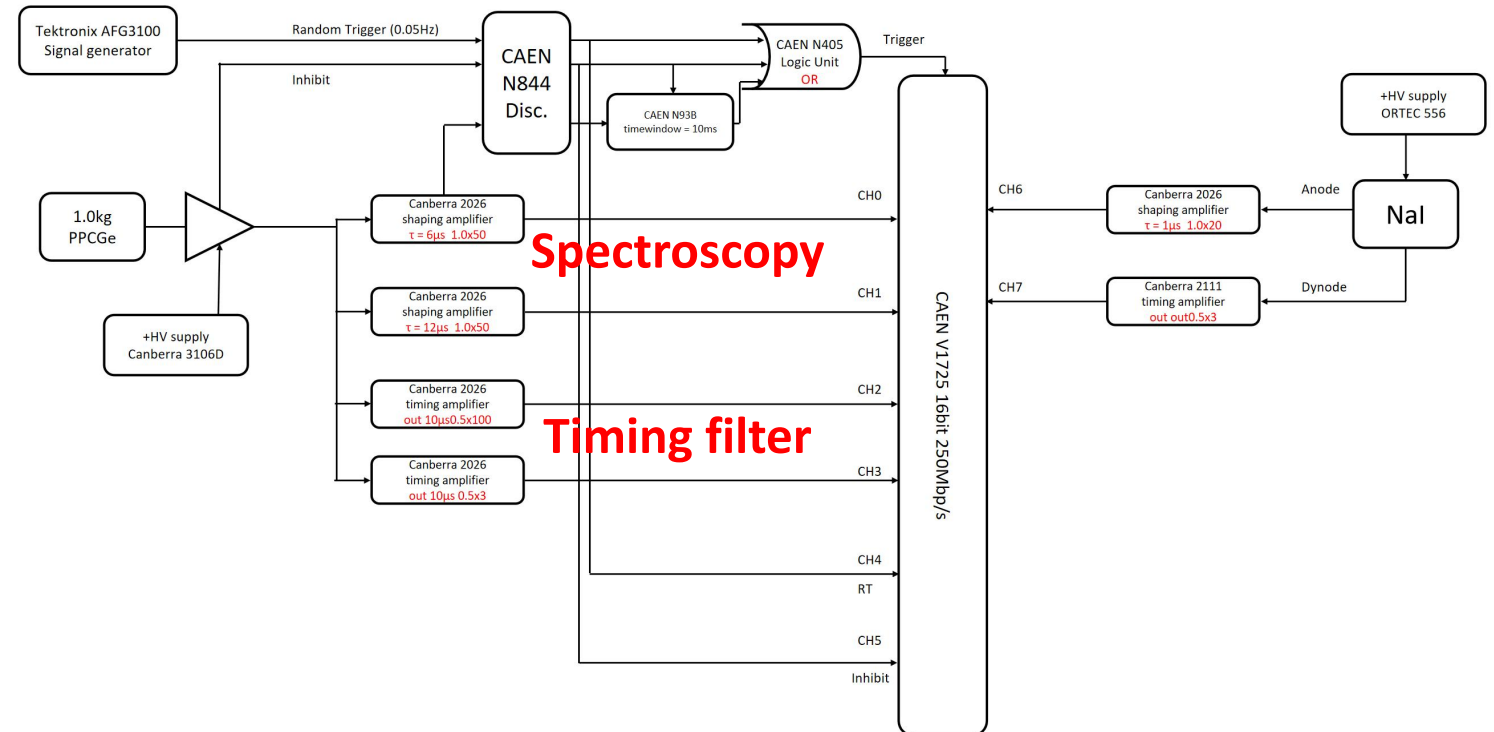 Tektronix AFG3100
Signal generator
Random Trigger (0.05Hz)
Inhibit
CAEN
N844
Disc.
CAEN N93B
timewindow = 10ms
CAEN N405
Logic Unit
OR
Trigger
+HV supply
ORTEC 556
1.0kg
PPCGe
+HV supply
Canberra 3106D
Canberra 2026
shaping amplifier
τ = 6μs 1.0x50
Spectroscopy
CH0
Canberra 2026
shaping amplifier
τ = 12μs 1.0x50
CH1
Canberra 2026
timing amplifier
out 10μs0.5x100
Timing filter
CH2
Canberra 2026
timing amplifier
out 10μs 0.5x3
CH3
CH4
RT
CH5
Inhibit
CAEN V1725 16bit 250Mbp/s
CH6
Canberra 2026
shaping amplifier
τ = 1μs 1.0x20
Anode
NaI
CH7
Canberra 2111
timing amplifier
out out0.5x3
Dynode